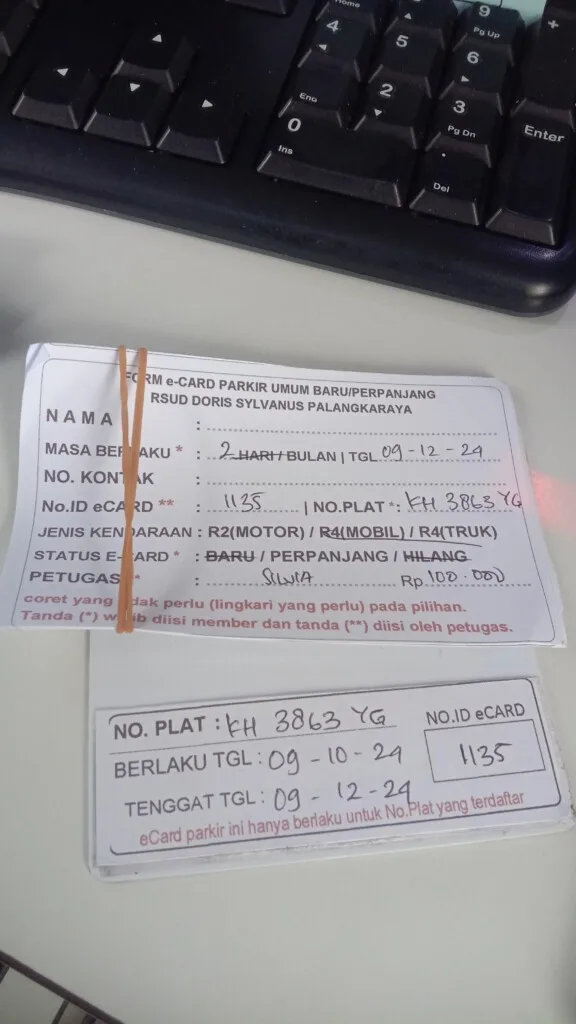 Home
9
Pg Up
+
4
5
6
End
2
3
Pg Dn
Enter
0
Ins
.
Del
FORM e-CARD PARKIR UMUM BARU/PERPANJANG
RSUD DORIS SYLVANUS PALANGKARAYA
NAMA :
MASA BERLAKU * : 2 HARI / BULAN | TGL 09-12-24
NO. KONTAK :
No.ID eCARD ** : 1135 | NO.PLAT *: KH 3863 YG
JENIS KENDARAAN : R2(MOTOR) / R4(MOBIL) / R4(TRUK)
STATUS E-CARD * : BARU / PERPANJANG / HILANG
PETUGAS * : SILVIA Rp 100.000
coret yang tidak perlu (lingkari yang perlu) pada pilihan.
Tanda (*) wajib diisi member dan tanda (**) diisi oleh petugas.
NO. PLAT : KH 3863 YG
NO.ID eCARD
1135
BERLAKU TGL : 09 - 10 - 24
TENGGAT TGL : 09 - 12 - 24
eCard parkir ini hanya berlaku untuk No.Plat yang terdaftar